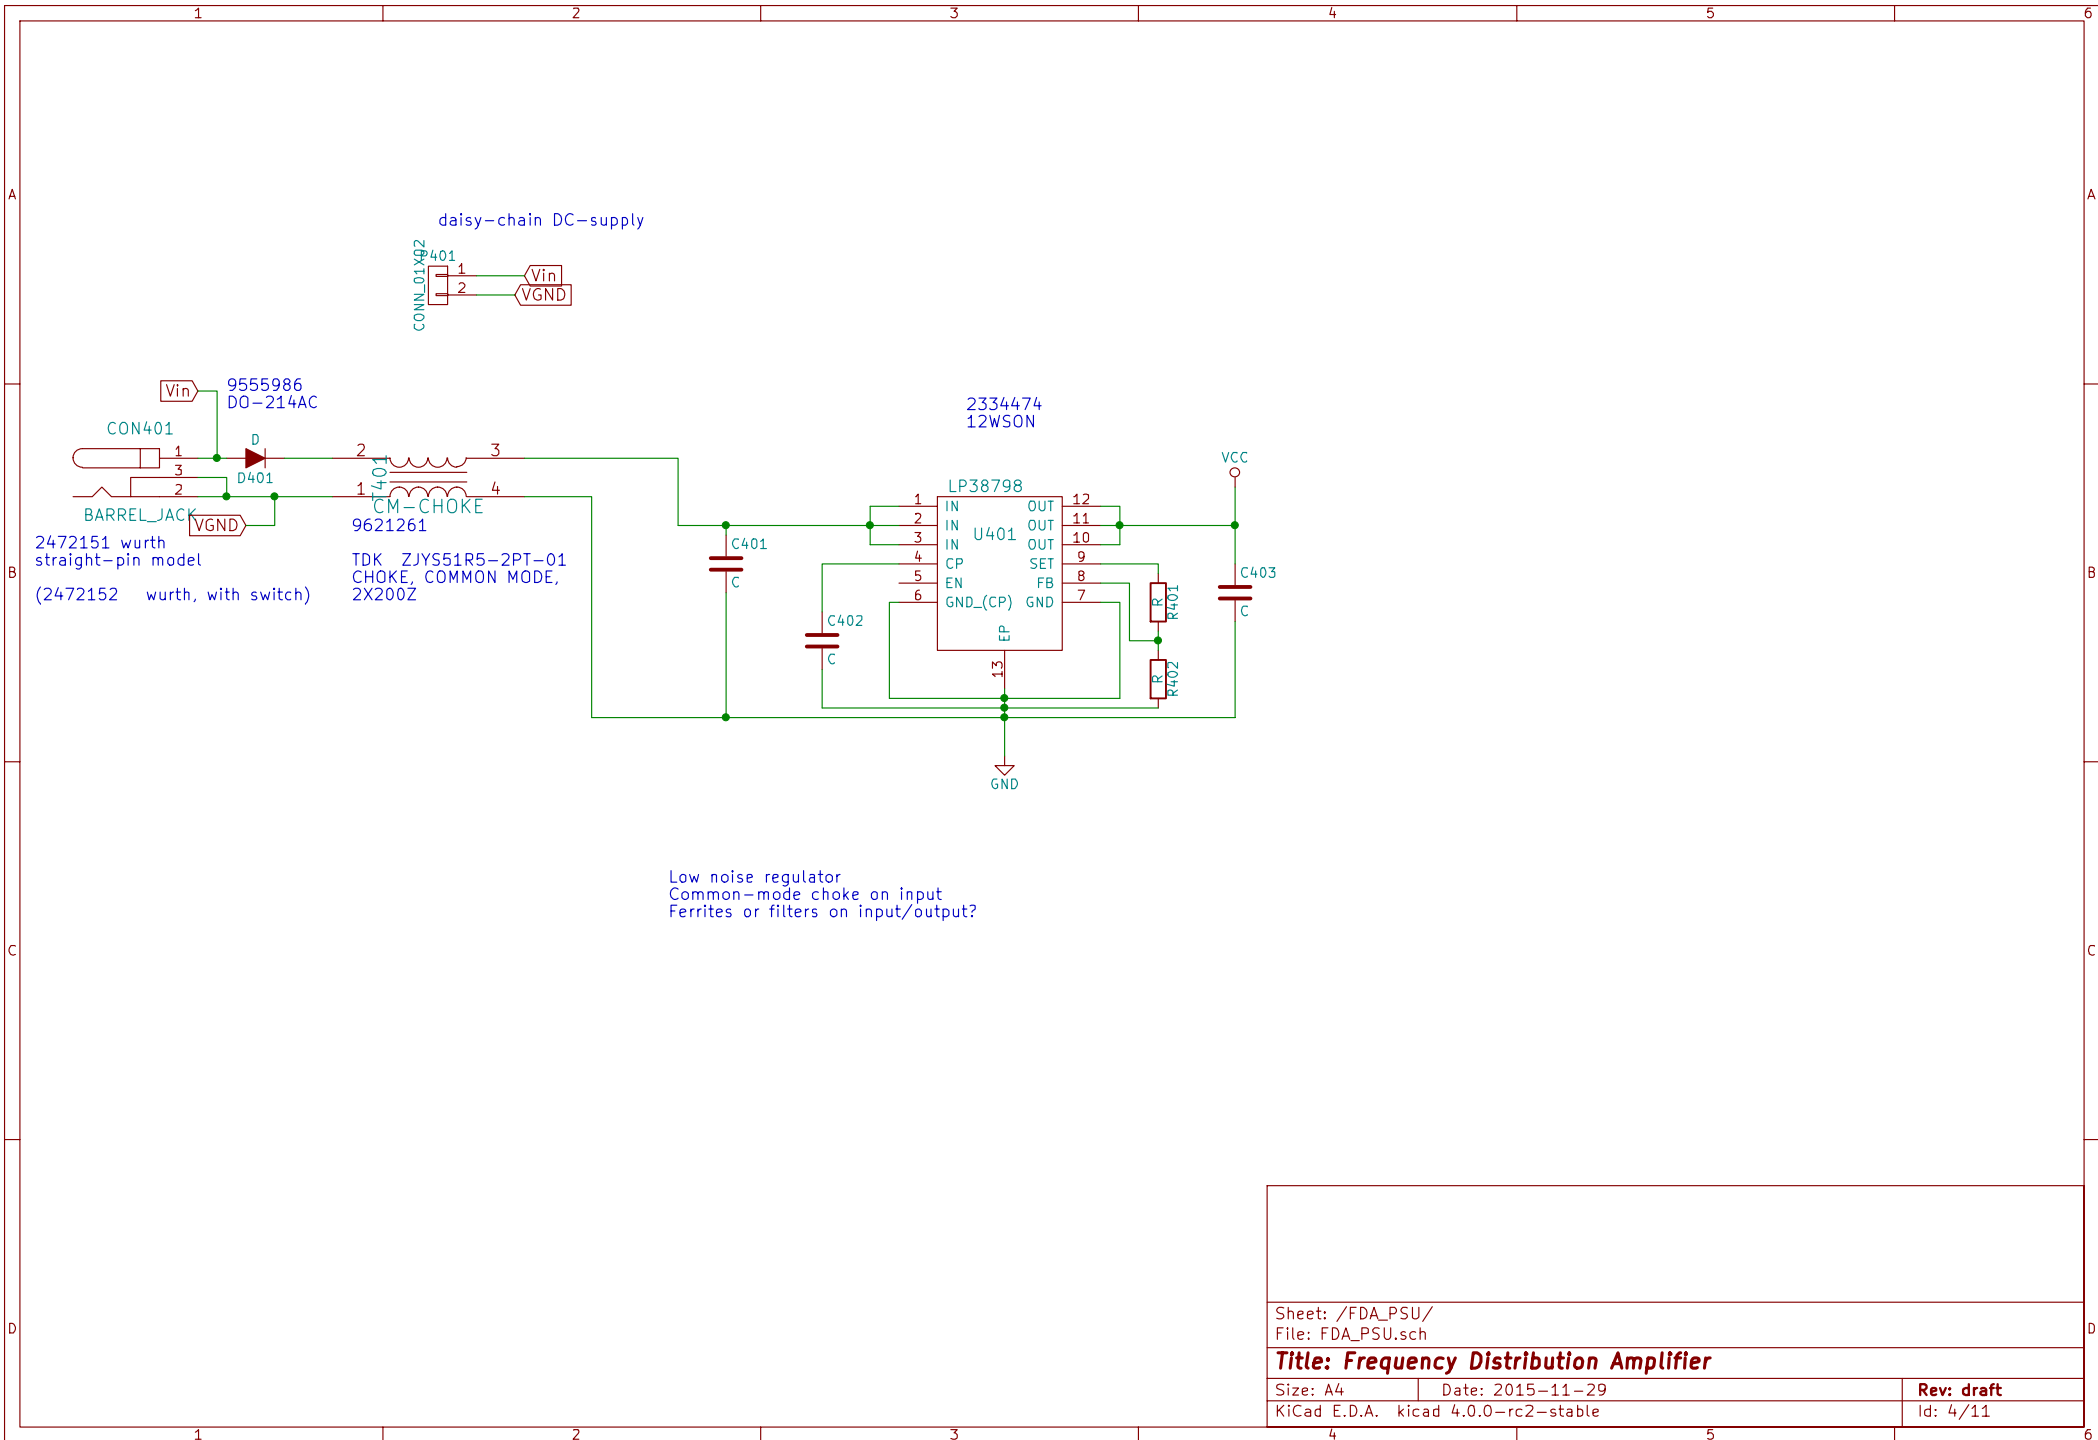 1 2 3 4 5 6
A A
daisy-chain DC-supply
CONN_01X02
P401
1 Vin
2 VGND
Vin
9555986
DO-214AC
CON401
1
3
2
BARREL_JACK
VGND
D
D401
2 3
1 4
T401
CM-CHOKE
9621261
2472151 wurth
straight-pin model
(2472152 wurth, with switch)
TDK ZJYS51R5-2PT-01
CHOKE, COMMON MODE,
2X200Z
B B
C401
C
C402
C
2334474
12WSON
LP38798
U401
1 IN OUT 12
2 IN OUT 11
3 IN OUT 10
4 CP SET 9
5 EN FB 8
6 GND_(CP) GND 7
EP
13
R
R401
R
R402
VCC
C403
C
GND
Low noise regulator
Common-mode choke on input
Ferrites or filters on input/output?
C C
D D
Sheet: /FDA_PSU/
File: FDA_PSU.sch
Title: Frequency Distribution Amplifier
Size: A4 Date: 2015-11-29 Rev: draft
KiCad E.D.A. kicad 4.0.0-rc2-stable Id: 4/11
1 2 3 4 5 6